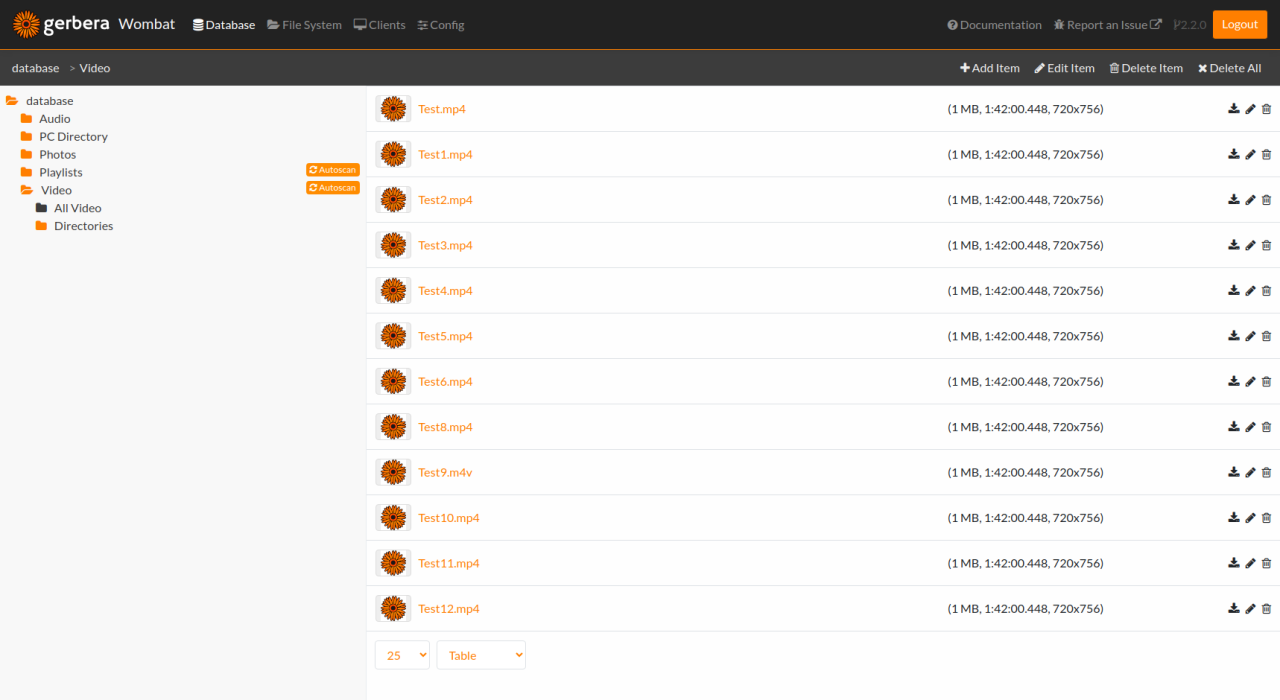 gerbera Wombat Database File System Clients Config Documentation Report an Issue 2.2.0 Logout
database > Video Add Item Edit Item Delete Item Delete All
database
Audio
PC Directory
Photos
Playlists Autoscan
Video Autoscan
All Video
Directories
Test.mp4 (1 MB, 1:42:00.448, 720x756)
Test1.mp4 (1 MB, 1:42:00.448, 720x756)
Test2.mp4 (1 MB, 1:42:00.448, 720x756)
Test3.mp4 (1 MB, 1:42:00.448, 720x756)
Test4.mp4 (1 MB, 1:42:00.448, 720x756)
Test5.mp4 (1 MB, 1:42:00.448, 720x756)
Test6.mp4 (1 MB, 1:42:00.448, 720x756)
Test8.mp4 (1 MB, 1:42:00.448, 720x756)
Test9.m4v (1 MB, 1:42:00.448, 720x756)
Test10.mp4 (1 MB, 1:42:00.448, 720x756)
Test11.mp4 (1 MB, 1:42:00.448, 720x756)
Test12.mp4 (1 MB, 1:42:00.448, 720x756)
25 Table